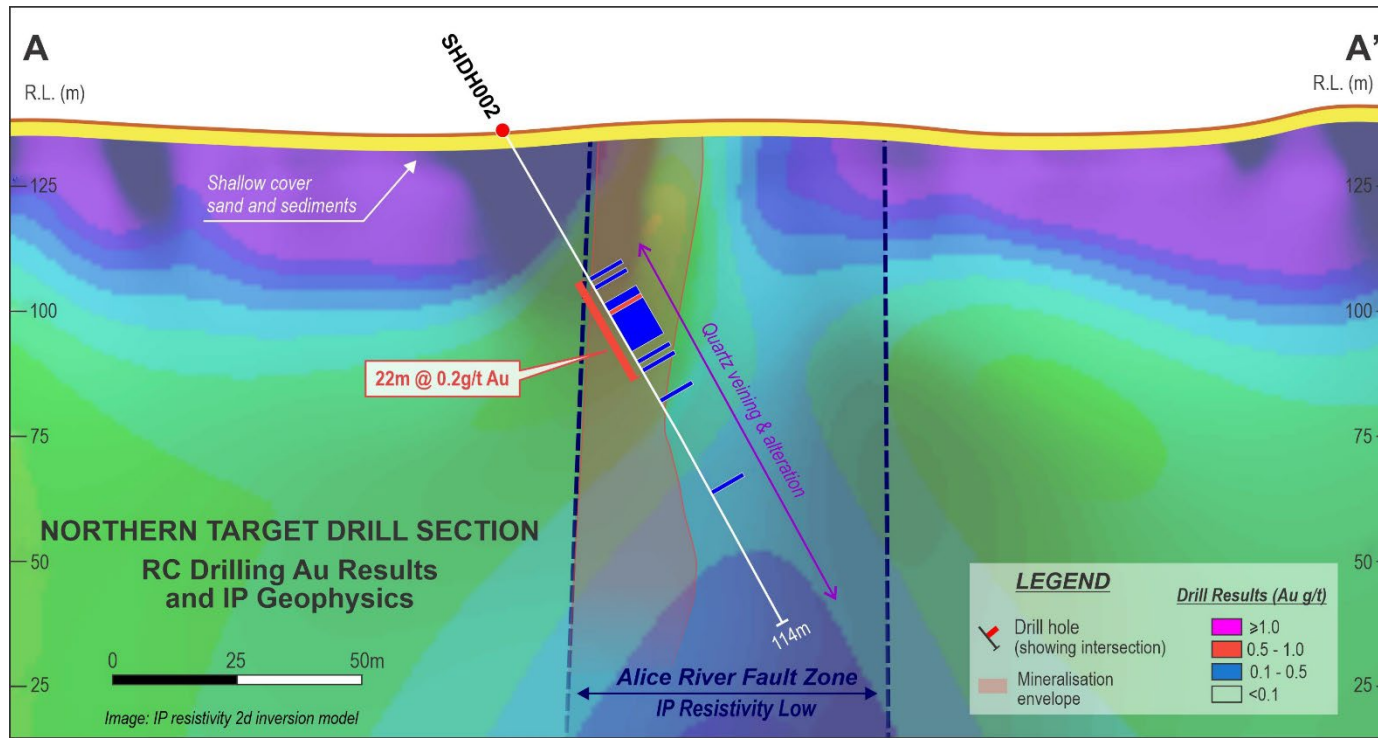 A
A'
R.L. (m)
R.L. (m)
SHDH002
Shallow cover
sand and sediments
125
125
100
100
75
75
50
50
25
25
22m @ 0.2g/t Au
Quartz veining & alteration
114m
NORTHERN TARGET DRILL SECTION
RC Drilling Au Results
and IP Geophysics
0 25 50m
Image: IP resistivity 2d inversion model
Alice River Fault Zone
IP Resistivity Low
LEGEND
Drill hole
(showing intersection)
Mineralisation
envelope
Drill Results (Au g/t)
⩾1.0
0.5 - 1.0
0.1 - 0.5
<0.1